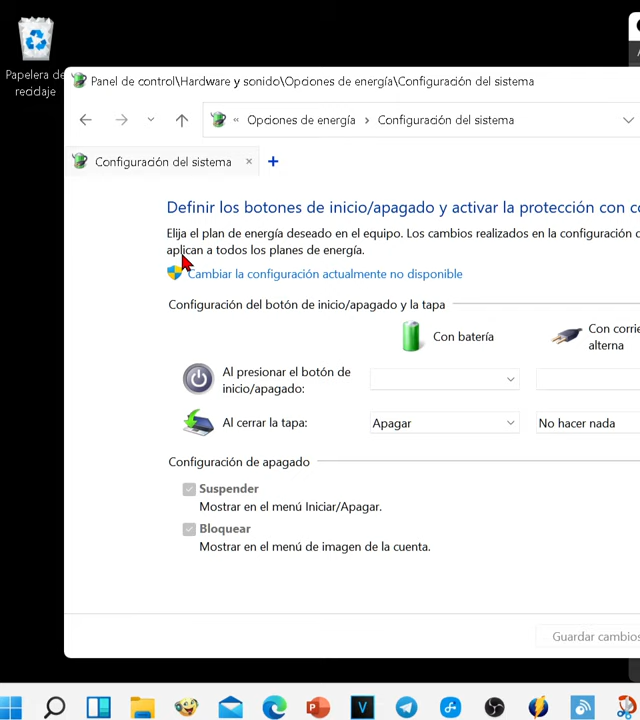 Papelera de
reciclaje
Panel de control\Hardware y sonido\Opciones de energía\Configuración del sistema
« Opciones de energía › Configuración del sistema
Configuración del sistema × +
Definir los botones de inicio/apagado y activar la protección con co
Elija el plan de energía deseado en el equipo. Los cambios realizados en la configuración
aplican a todos los planes de energía.
Cambiar la configuración actualmente no disponible
Configuración del botón de inicio/apagado y la tapa
Con batería
Con corrie
alterna
Al presionar el botón de
inicio/apagado:
Al cerrar la tapa:
Apagar
No hacer nada
Configuración de apagado
Suspender
Mostrar en el menú Iniciar/Apagar.
Bloquear
Mostrar en el menú de imagen de la cuenta.
Guardar cambios